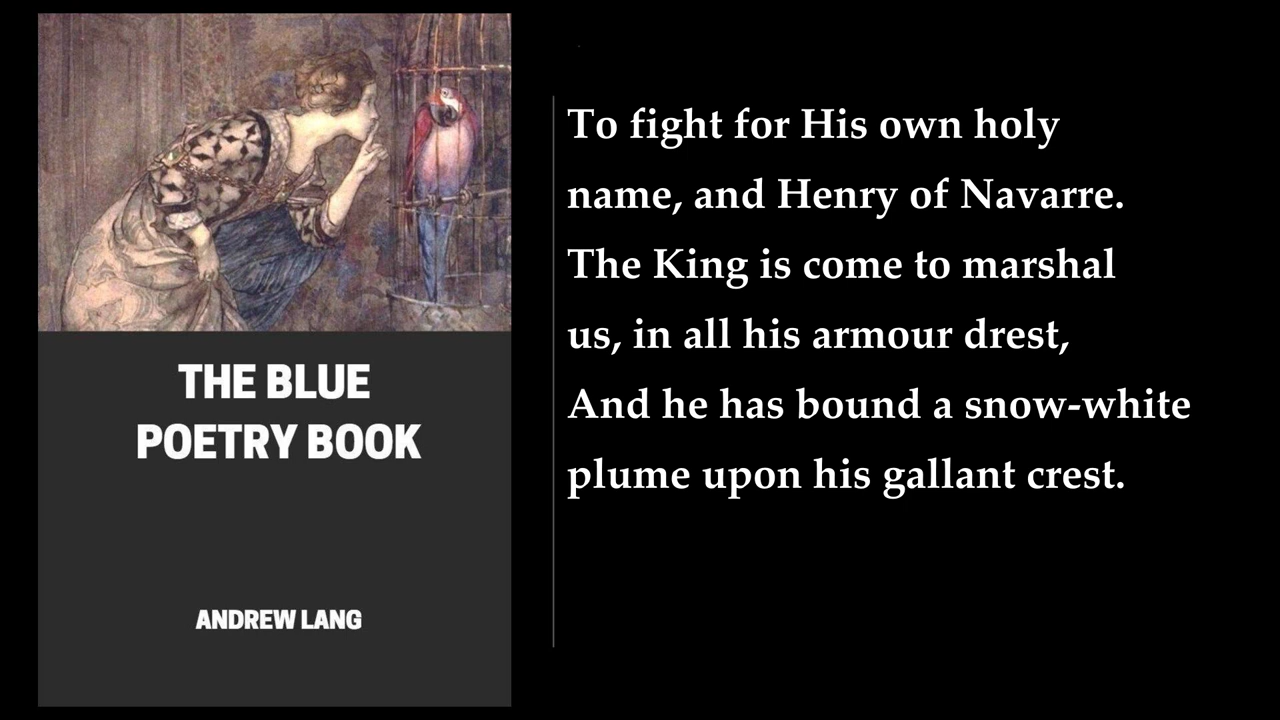 THE BLUE
POETRY BOOK
ANDREW LANG
To fight for His own holy
name, and Henry of Navarre.
The King is come to marshal
us, in all his armour drest,
And he has bound a snow-white
plume upon his gallant crest.